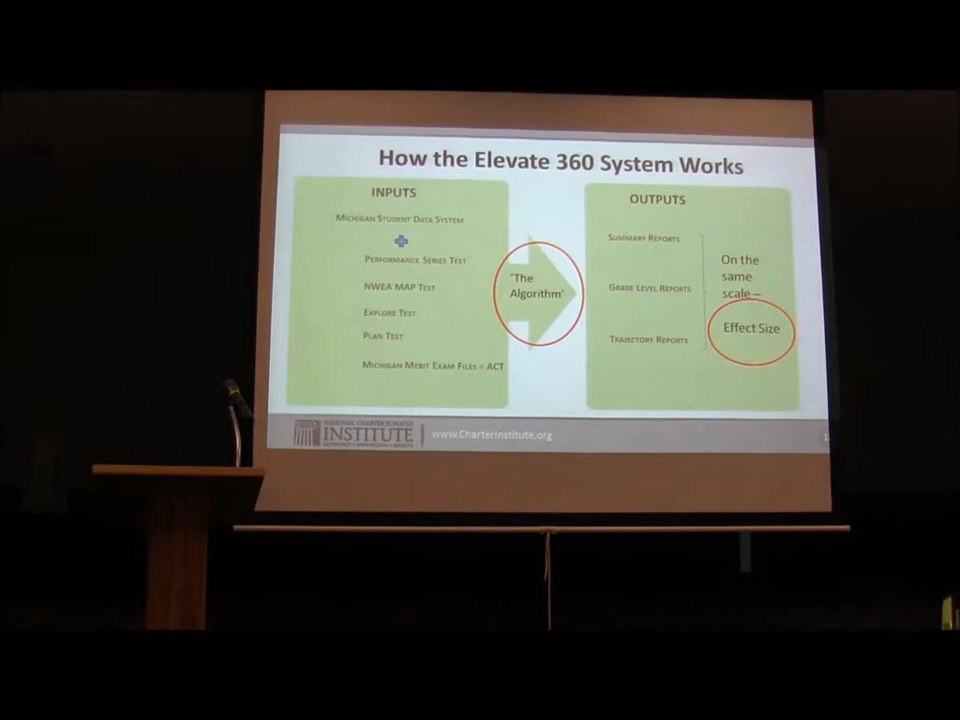 How the Elevate 360 System Works
INPUTS
MICHIGAN STUDENT DATA SYSTEM
PERFORMANCE SERIES TEST
NWEA MAP TEST
EXPLORE TEST
PLAN TEST
MICHIGAN MERIT EXAM FILES = ACT
'The
Algorithm'
OUTPUTS
SUMMARY REPORTS
GRADE LEVEL REPORTS
TRAJECTORY REPORTS
On the
same
scale –
Effect Size
NATIONAL CHARTER SCHOOLS
INSTITUTE
www.CharterInstitute.org